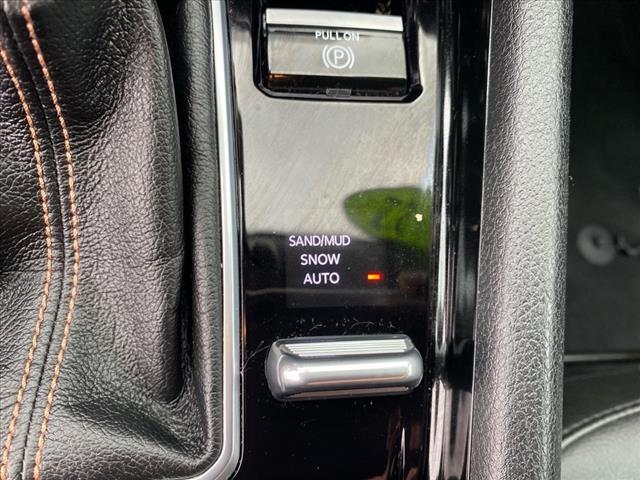 PULL ON
(P)
SAND/MUD
SNOW
AUTO